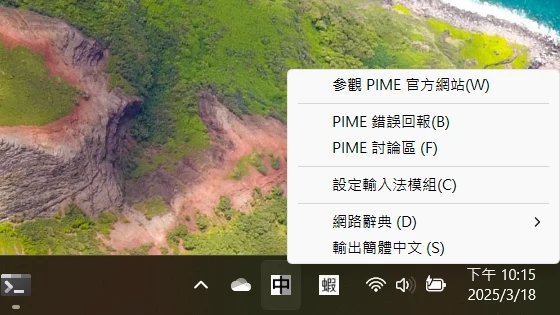 參觀 PIME 官方網站(W)
PIME 錯誤回報(B)
PIME 討論區 (F)
設定輸入法模組(C)
網路辭典 (D)
輸出簡體中文 (S)
中
蝦
下午 10:15
2025/3/18